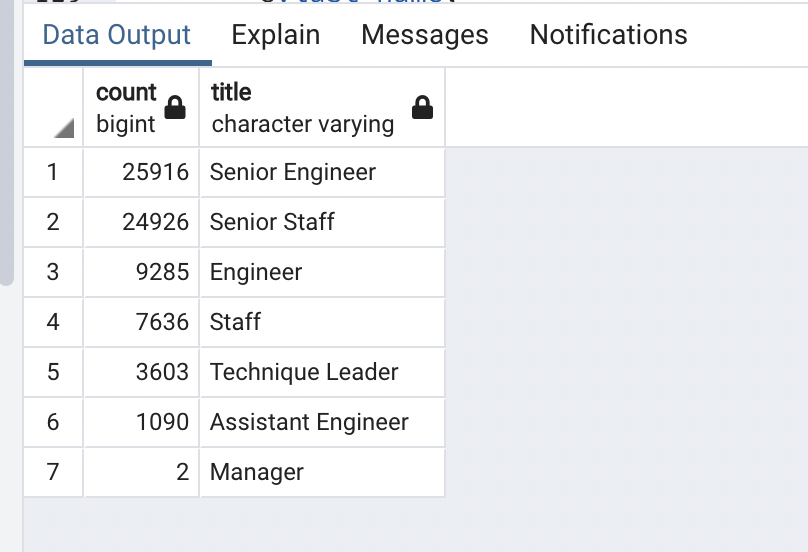 Data Output Explain Messages Notifications
count title
bigint character varying
1 25916 Senior Engineer
2 24926 Senior Staff
3 9285 Engineer
4 7636 Staff
5 3603 Technique Leader
6 1090 Assistant Engineer
7 2 Manager